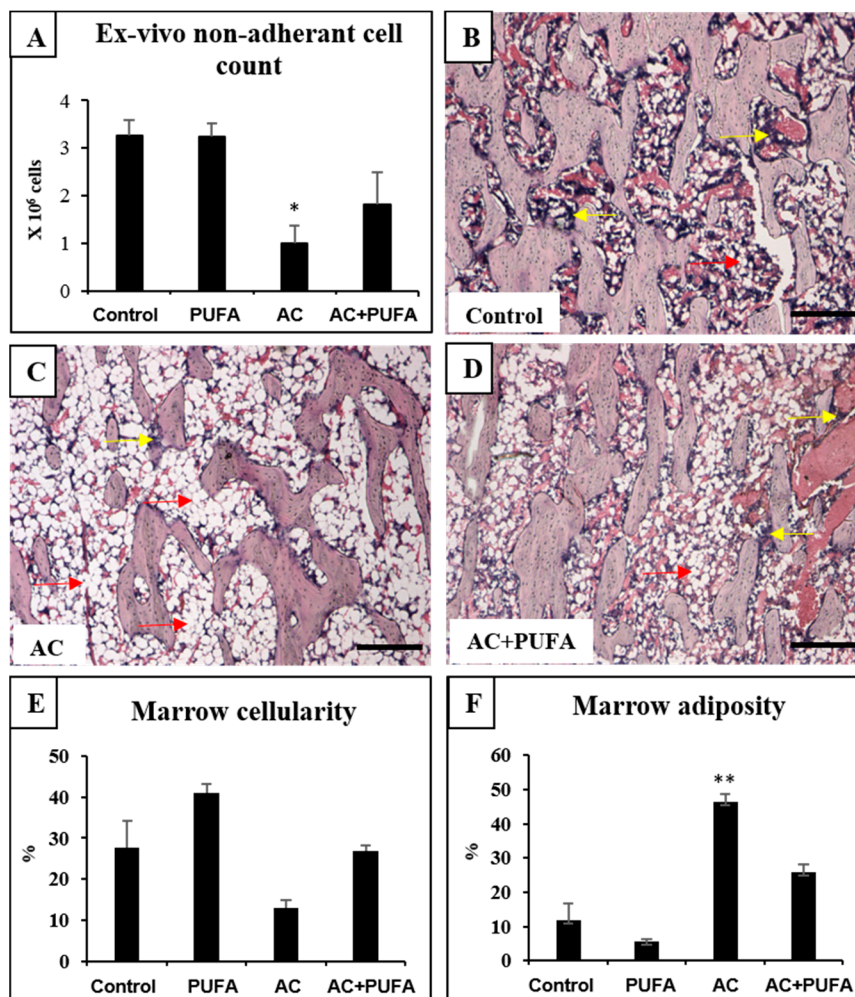 A
Ex-vivo non-adherant cell
count
4
3
2
1
0
X 10⁶ cells
*
Control PUFA AC AC+PUFA
B
Control
C
AC
D
AC+PUFA
E
Marrow cellularity
50
40
30
20
10
0
%
Control PUFA AC AC+PUFA
F
Marrow adiposity
60
50
40
30
20
10
0
%
**
Control PUFA AC AC+PUFA